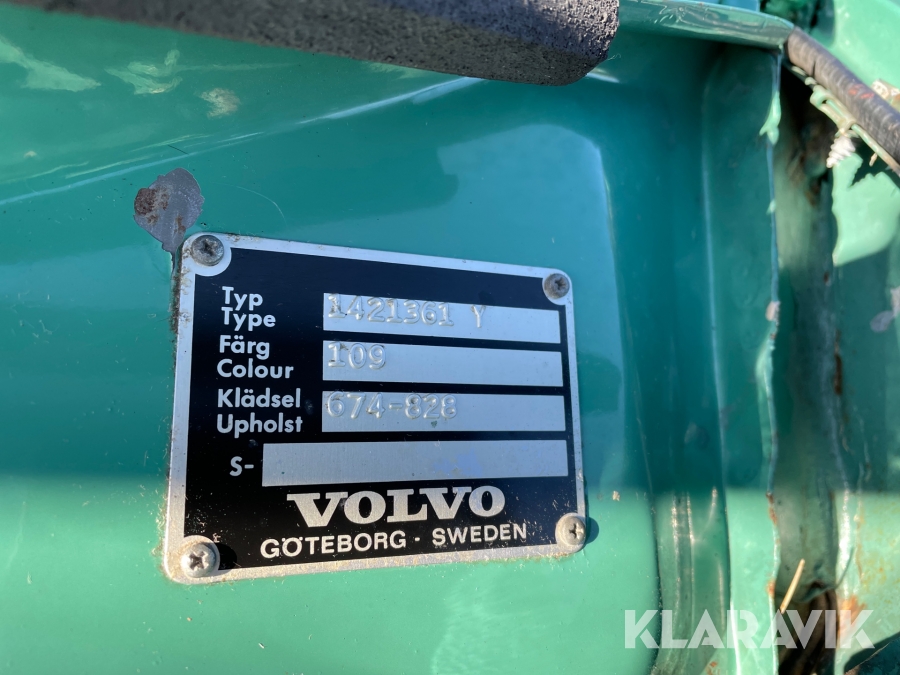 Typ
Type 1421361 Y
Färg
Colour 109
Klädsel
Upholst 674-828
S-
VOLVO
GÖTEBORG · SWEDEN
KLARAVIK